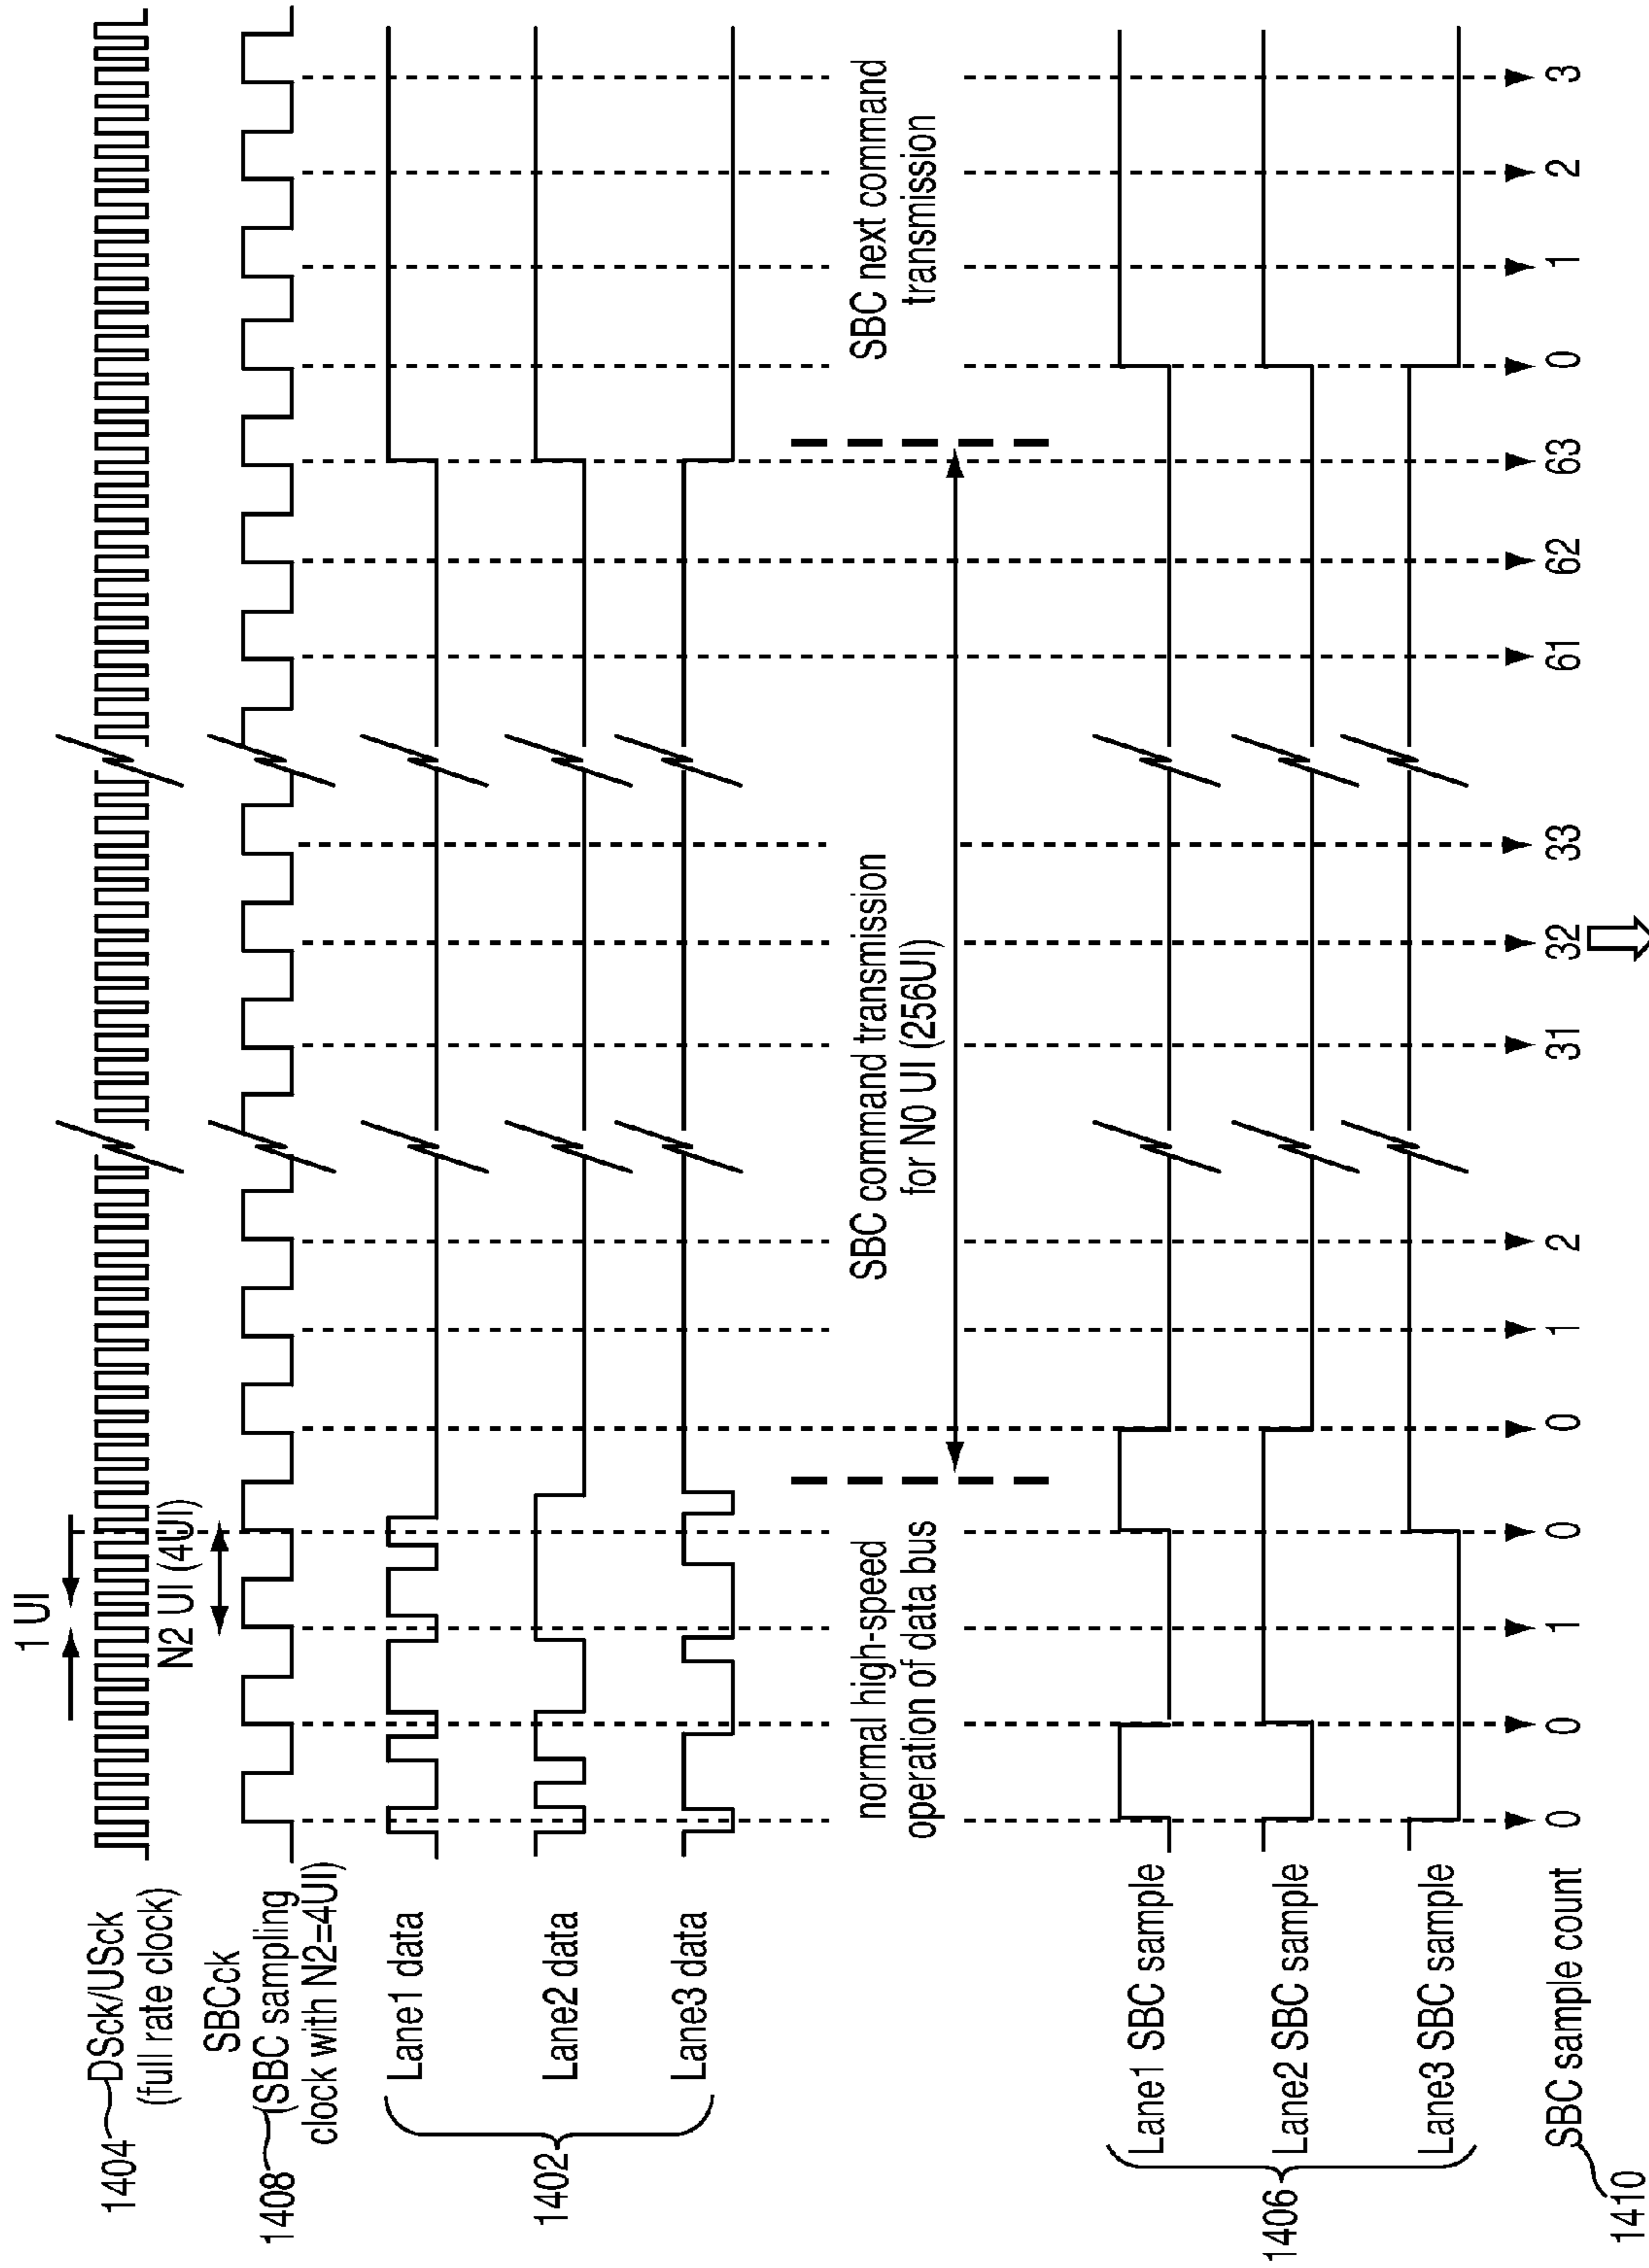 1 UI
1404 DSck/USck
(full rate clock)
N2 UI (4UI)
SBCck
1408 (SBC sampling
clock with N2=4UI)
Lane1 data
Lane2 data
Lane3 data
1402
normal high-speed
operation of data bus
SBC command transmission
for N0 UI (256UI)
SBC next command
transmission
Lane1 SBC sample
Lane2 SBC sample
Lane3 SBC sample
1406
SBC sample count 0 0 1 0 0 1 2 31 32 33 61 62 63 0 1 2 3
1410